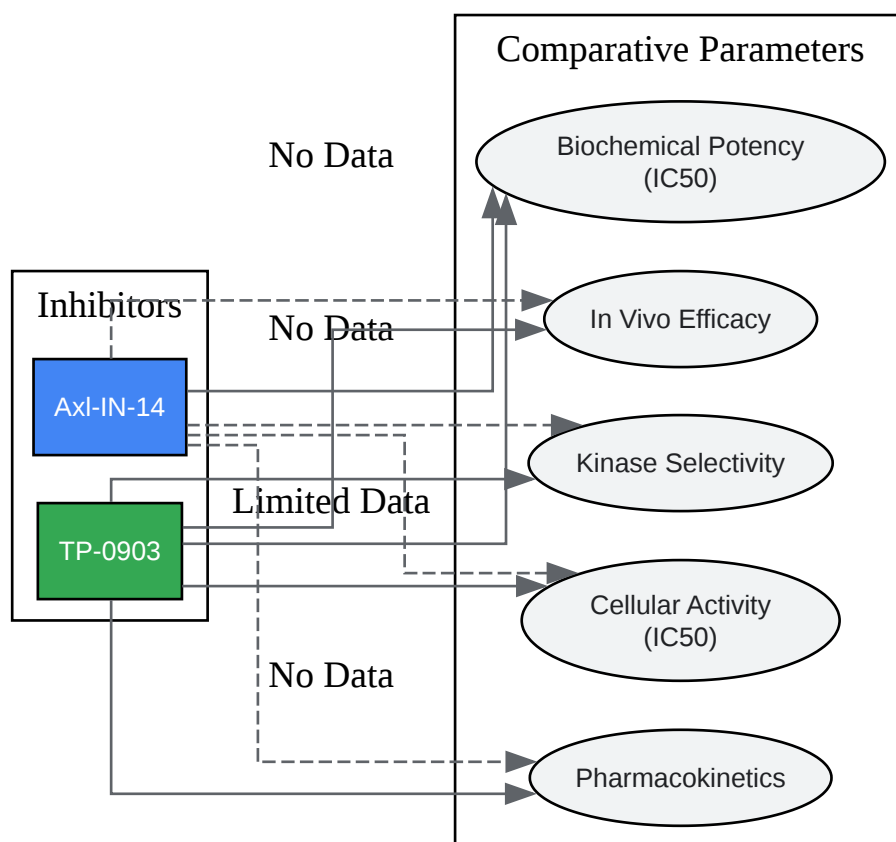 Comparative Parameters
No Data
Biochemical Potency
(IC50)
Inhibitors
No Data
In Vivo Efficacy
Axl-IN-14
Kinase Selectivity
Limited Data
TP-0903
Cellular Activity
(IC50)
No Data
Pharmacokinetics